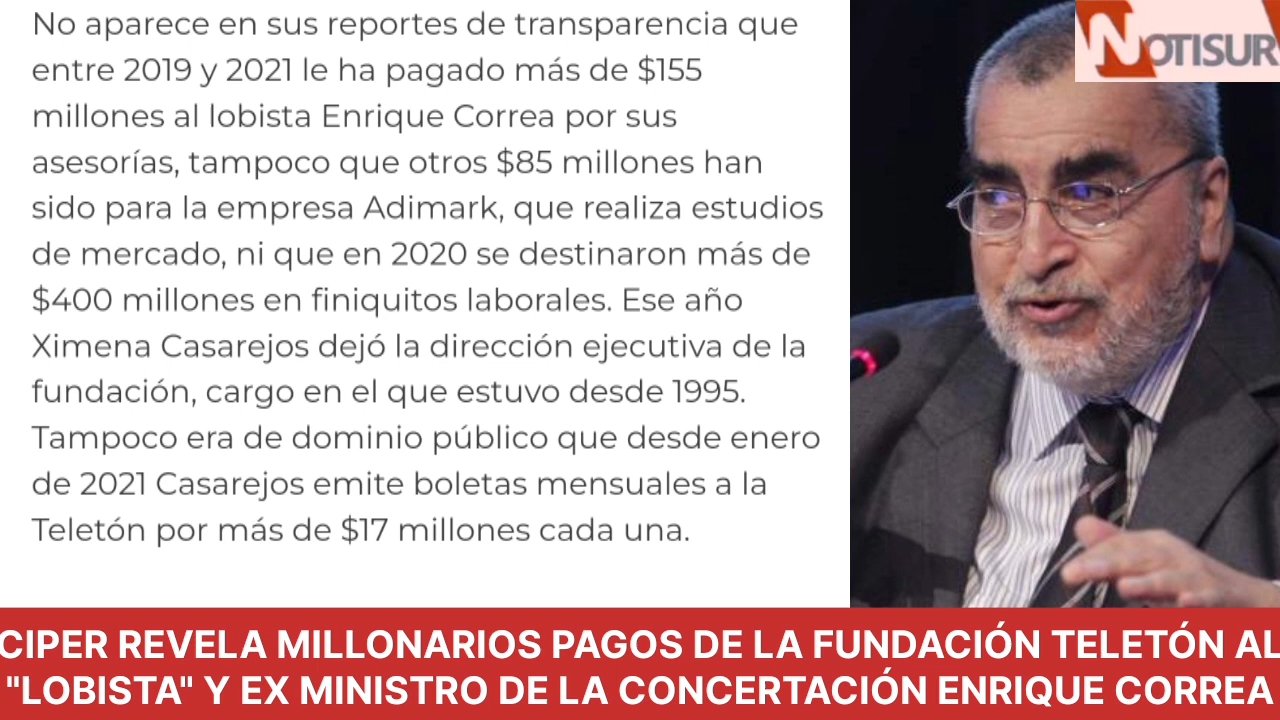 No aparece en sus reportes de transparencia que
entre 2019 y 2021 le ha pagado más de $155
millones al lobista Enrique Correa por sus
asesorías, tampoco que otros $85 millones han
sido para la empresa Adimark, que realiza estudios
de mercado, ni que en 2020 se destinaron más de
$400 millones en finiquitos laborales. Ese año
Ximena Casarejos dejó la dirección ejecutiva de la
fundación, cargo en el que estuvo desde 1995.
Tampoco era de dominio público que desde enero
de 2021 Casarejos emite boletas mensuales a la
Teletón por más de $17 millones cada una.
NOTISUR
CIPER REVELA MILLONARIOS PAGOS DE LA FUNDACIÓN TELETÓN AL
"LOBISTA" Y EX MINISTRO DE LA CONCERTACIÓN ENRIQUE CORREA